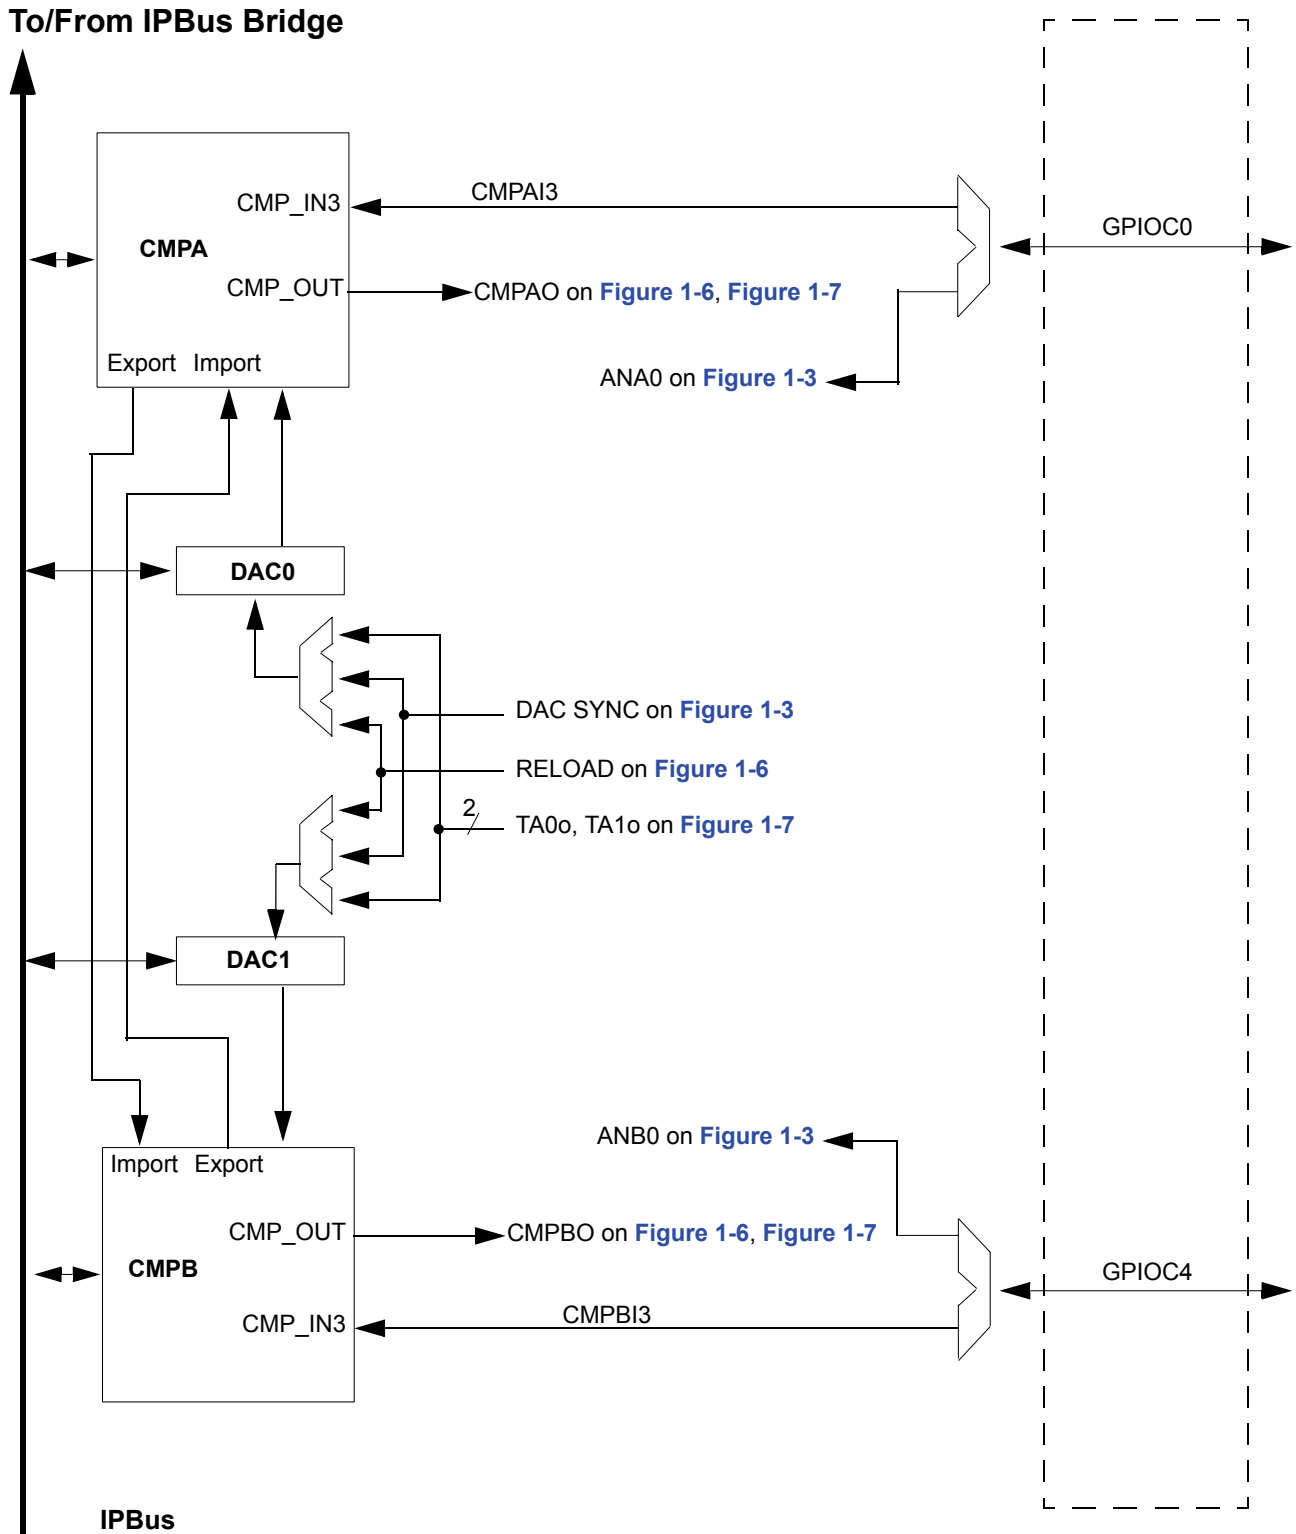 To/From IPBus Bridge
CMPAI3
CMP_IN3
GPIOC0
CMPA
CMP_OUT
CMPAO on Figure 1-6, Figure 1-7
Export Import
ANA0 on Figure 1-3
DAC0
DAC SYNC on Figure 1-3
RELOAD on Figure 1-6
2
TA0o, TA1o on Figure 1-7
DAC1
ANB0 on Figure 1-3
Import Export
CMP_OUT
CMPBO on Figure 1-6, Figure 1-7
CMPB
GPIOC4
CMPBI3
CMP_IN3
IPBus